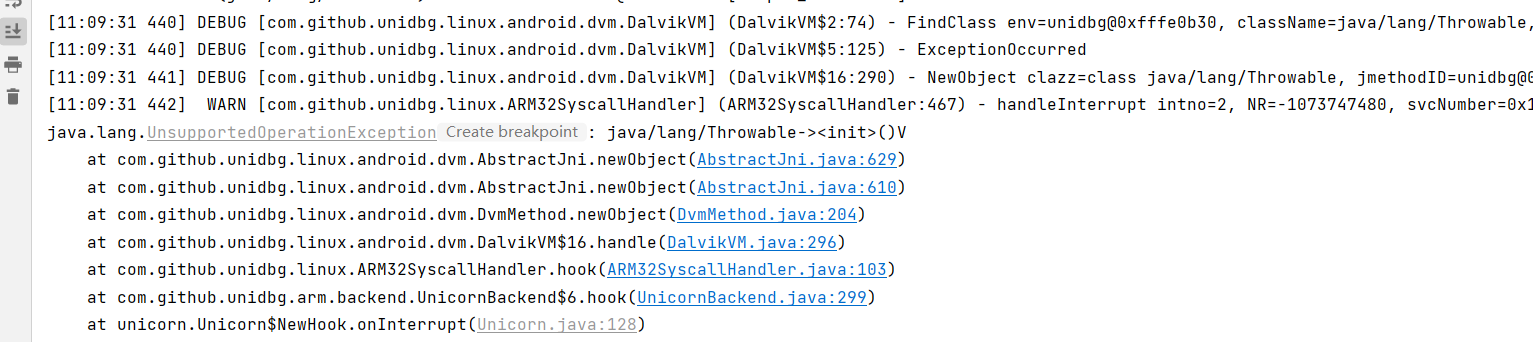 [11:09:31 440] DEBUG [com.github.unidbg.linux.android.dvm.DalvikVM] (DalvikVM$2:74) - FindClass env=unidbg@0xfffe0b30, className=java/lang/Throwable,
[11:09:31 440] DEBUG [com.github.unidbg.linux.android.dvm.DalvikVM] (DalvikVM$5:125) - ExceptionOccurred
[11:09:31 441] DEBUG [com.github.unidbg.linux.android.dvm.DalvikVM] (DalvikVM$16:290) - NewObject clazz=class java/lang/Throwable, jmethodID=unidbg@0
[11:09:31 442]  WARN [com.github.unidbg.linux.ARM32SyscallHandler] (ARM32SyscallHandler:467) - handleInterrupt intno=2, NR=-1073747480, svcNumber=0x1
java.lang.UnsupportedOperationException Create breakpoint : java/lang/Throwable-><init>()V
at com.github.unidbg.linux.android.dvm.AbstractJni.newObject(AbstractJni.java:629)
at com.github.unidbg.linux.android.dvm.AbstractJni.newObject(AbstractJni.java:610)
at com.github.unidbg.linux.android.dvm.DvmMethod.newObject(DvmMethod.java:204)
at com.github.unidbg.linux.android.dvm.DalvikVM$16.handle(DalvikVM.java:296)
at com.github.unidbg.linux.ARM32SyscallHandler.hook(ARM32SyscallHandler.java:103)
at com.github.unidbg.arm.backend.UnicornBackend$6.hook(UnicornBackend.java:299)
at unicorn.Unicorn$NewHook.onInterrupt(Unicorn.java:128)